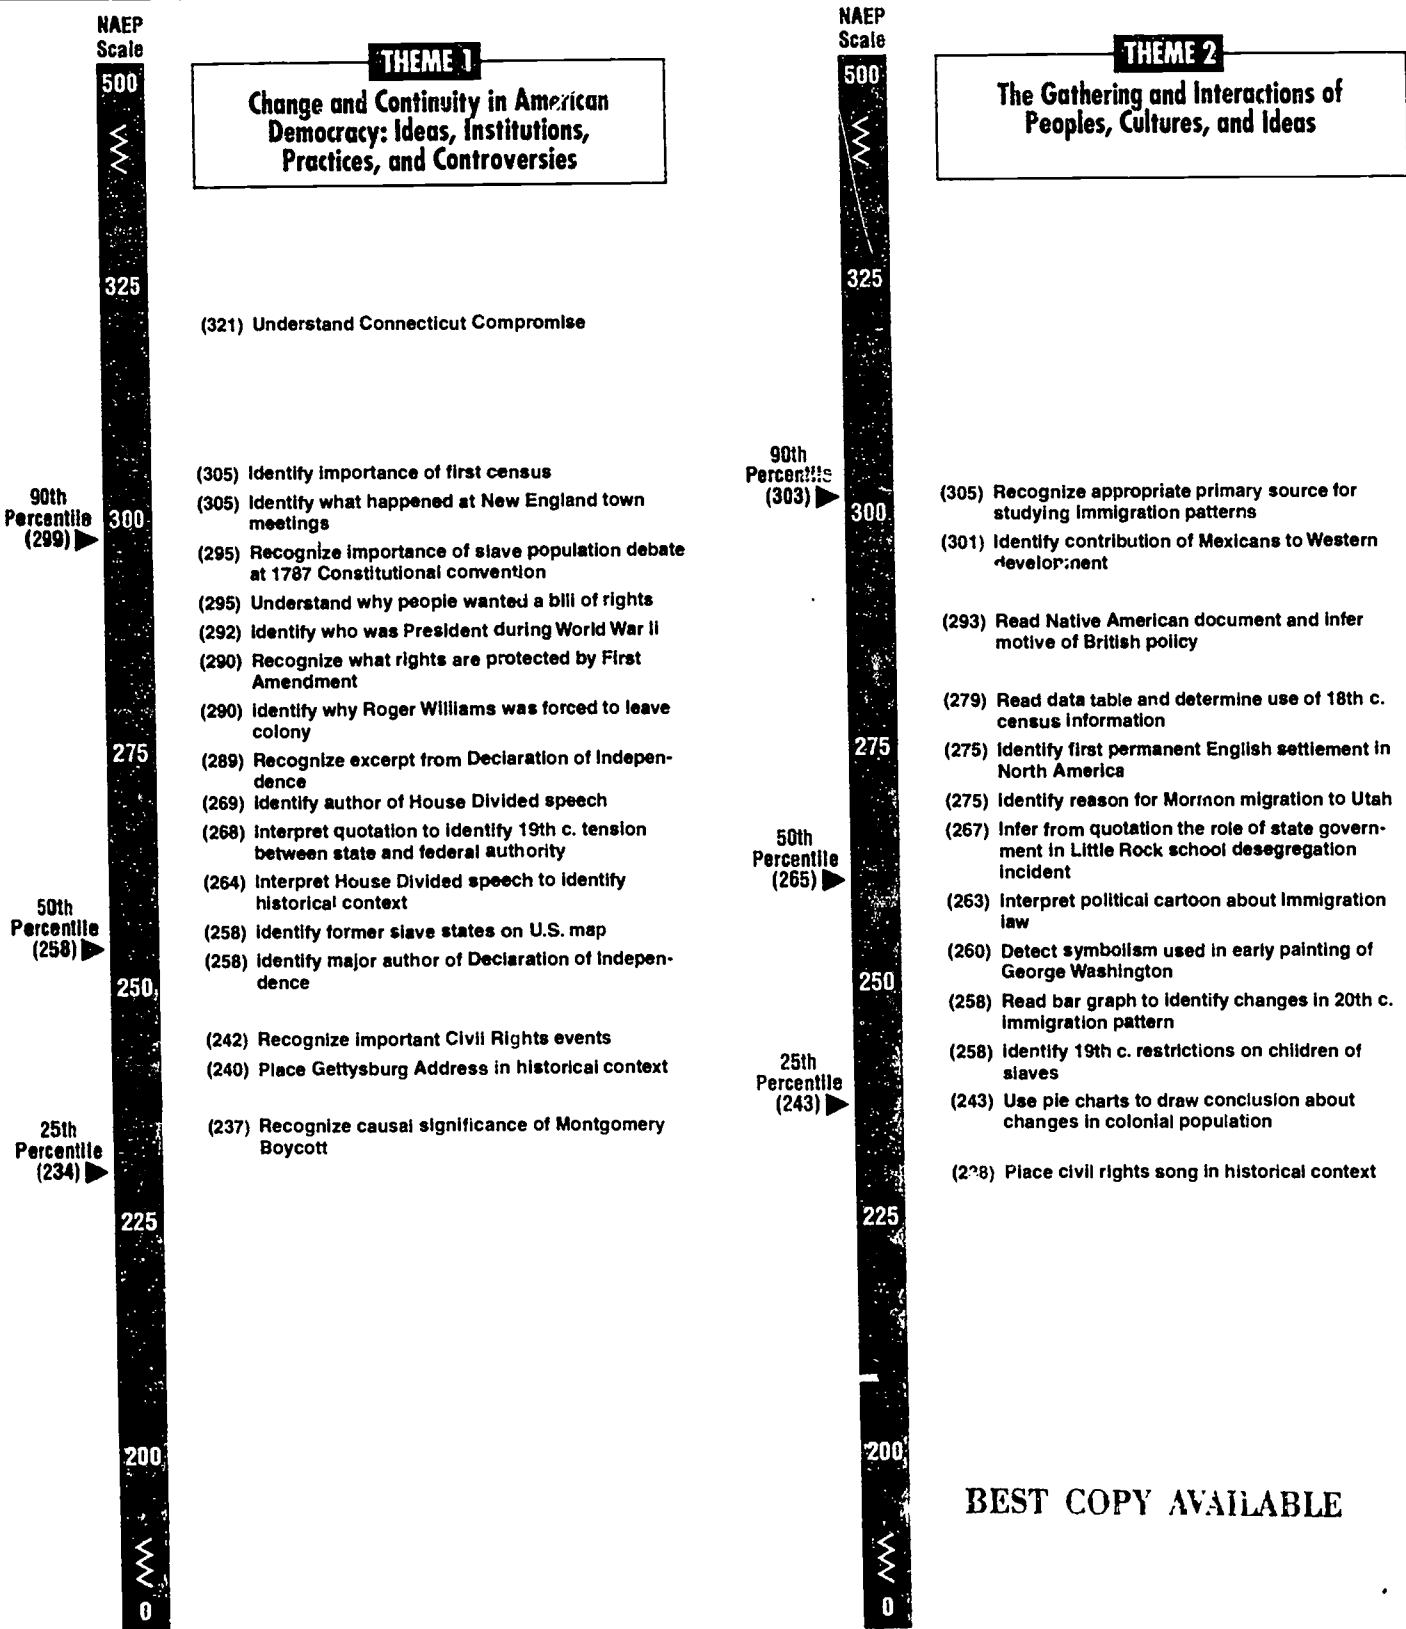 NAEP
Scale
THEME 1
Change and Continuity in American
Democracy: Ideas, Institutions,
Practices, and Controversies
500
325
(321) Understand Connecticut Compromise
(305) Identify importance of first census
(305) Identify what happened at New England town
meetings
90th
Percentile
(299)
300
(295) Recognize importance of slave population debate
at 1787 Constitutional convention
(295) Understand why people wanted a bill of rights
(292) Identify who was President during World War II
(290) Recognize what rights are protected by First
Amendment
(290) Identify why Roger Williams was forced to leave
colony
275
(289) Recognize excerpt from Declaration of Indepen-
dence
(269) Identify author of House Divided speech
(268) Interpret quotation to identify 19th c. tension
between state and federal authority
(264) Interpret House Divided speech to identify
historical context
50th
Percentile
(258)
(258) Identify former slave states on U.S. map
(258) Identify major author of Declaration of Indepen-
dence
250
(242) Recognize important Civil Rights events
(240) Place Gettysburg Address in historical context
(237) Recognize causal significance of Montgomery
Boycott
25th
Percentile
(234)
225
200
0
NAEP
Scale
THEME 2
The Gathering and Interactions of
Peoples, Cultures, and Ideas
500
325
90th
Percentile
(303)
300
(305) Recognize appropriate primary source for
studying immigration patterns
(301) Identify contribution of Mexicans to Western
development
(293) Read Native American document and infer
motive of British policy
(279) Read data table and determine use of 18th c.
census information
275
(275) Identify first permanent English settlement in
North America
(275) Identify reason for Mormon migration to Utah
(267) Infer from quotation the role of state govern-
ment in Little Rock school desegregation
incident
50th
Percentile
(265)
(263) Interpret political cartoon about immigration
law
(260) Detect symbolism used in early painting of
George Washington
250
(258) Read bar graph to identify changes in 20th c.
immigration pattern
(258) Identify 19th c. restrictions on children of
slaves
25th
Percentile
(243)
(243) Use pie charts to draw conclusion about
changes in colonial population
Place civil rights song in historical context
225
200
0
BEST COPY AVAILABLE